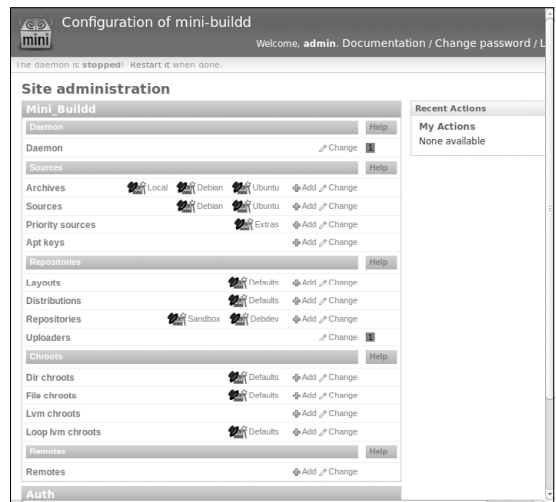 Configuration of mini-buildd
mini
Welcome, admin. Documentation / Change password / L
The daemon is stopped! Restart it when done.
Site administration
Mini_Buildd
Daemon Help
Daemon Change 1
Sources Help
Archives Local Debian Ubuntu Add Change
Sources Debian Ubuntu Add Change
Priority sources Extras Add Change
Apt keys Add Change
Repositories Help
Layouts Defaults Add Change
Distributions Defaults Add Change
Repositories Sandbox Debdev Add Change
Uploaders Change 1
Chroots Help
Dir chroots Defaults Add Change
File chroots Defaults Add Change
Lvm chroots Add Change
Loop lvm chroots Defaults Add Change
Remotes Help
Remotes Add Change
Auth
Recent Actions
My Actions
None available